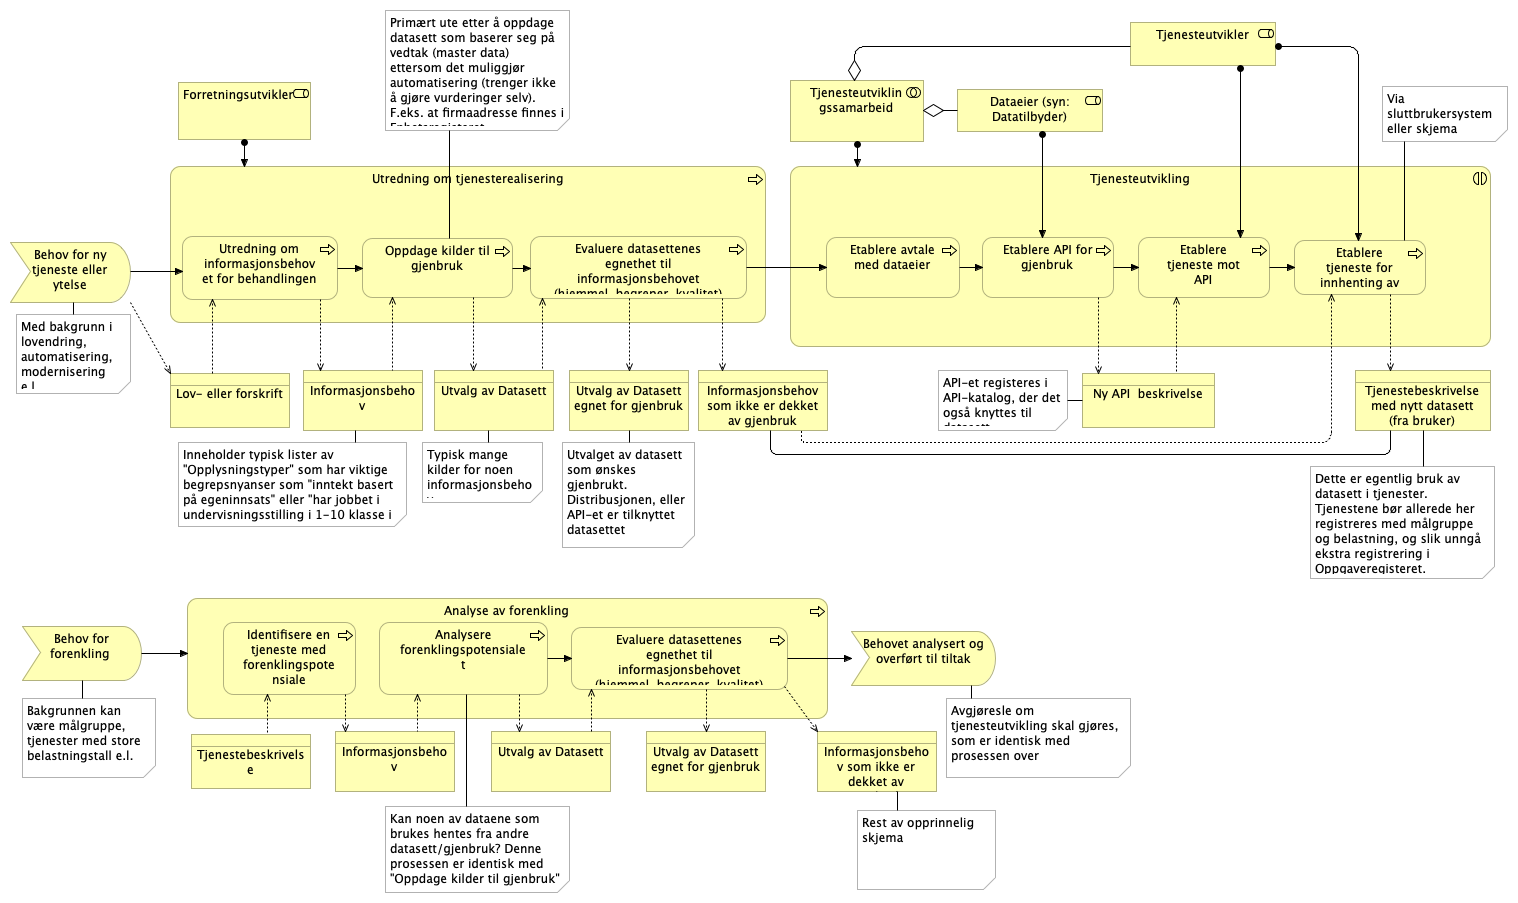 Primært ute etter å oppdage
datasett som baserer seg på
vedtak (master data)
ettersom det muliggjør
automatisering (trenger ikke
å gjøre vurderinger selv).
F.eks. at firmaadresse finnes i
Forretningsutvikler
Tjenesteutvikler
Tjenesteutviklin
gssamarbeid
Dataeier (syn:
Datatilbyder)
Via
sluttbrukersystem
eller skjema
Utredning om tjenesterealisering
Tjenesteutvikling
Behov for ny
tjeneste eller
ytelse
Utredning om
informasjonsbehov
et for behandlingen
Oppdage kilder til
gjenbruk
Evaluere datasettenes
egnethet til
informasjonsbehovet
(hjemmel, begreper, kvalitet)
Etablere avtale
med dataeier
Etablere API for
gjenbruk
Etablere
tjeneste mot
API
Etablere
tjeneste for
innhenting av
Med bakgrunn i
lovendring,
automatisering,
modernisering
e.l.
Lov- eller forskrift
Informasjonsbeho
v
Utvalg av Datasett
Utvalg av Datasett
egnet for gjenbruk
Informasjonsbehov
som ikke er dekket
av gjenbruk
API-et registeres i
API-katalog, der det
også knyttes til
datasett
Ny API  beskrivelse
Tjenestebeskrivelse
med nytt datasett
(fra bruker)
Inneholder typisk lister av
"Opplysningstyper" som har viktige
begrepsnyanser som "inntekt basert
på egeninnsats" eller "har jobbet i
undervisningsstilling i 1-10 klasse i
Typisk mange
kilder for noen
informasjonsbeho
Utvalget av datasett
som ønskes
gjenbrukt.
Distribusjonen, eller
API-et er tilknyttet
datasettet
Dette er egentlig bruk av
datasett i tjenester.
Tjenestene bør allerede her
registreres med målgruppe
og belastning, og slik unngå
ekstra registrering i
Oppgaveregisteret.
Analyse av forenkling
Behov for
forenkling
Identifisere en
tjeneste med
forenklingspote
nsiale
Analysere
forenklingspotensiale
t
Evaluere datasettenes
egnethet til
informasjonsbehovet
(hjemmel, begreper, kvalitet)
Behovet analysert og
overført til tiltak
Bakgrunnen kan
være målgruppe,
tjenester med store
belastningstall e.l.
Tjenestebeskrivels
e
Informasjonsbeho
v
Utvalg av Datasett
Utvalg av Datasett
egnet for gjenbruk
Informasjonsbeho
v som ikke er
dekket av
Avgjøresle om
tjenesteutvikling skal gjøres,
som er identisk med
prosessen over
Kan noen av dataene som
brukes hentes fra andre
datasett/gjenbruk? Denne
prosessen er identisk med
"Oppdage kilder til gjenbruk"
Rest av opprinnelig
skjema